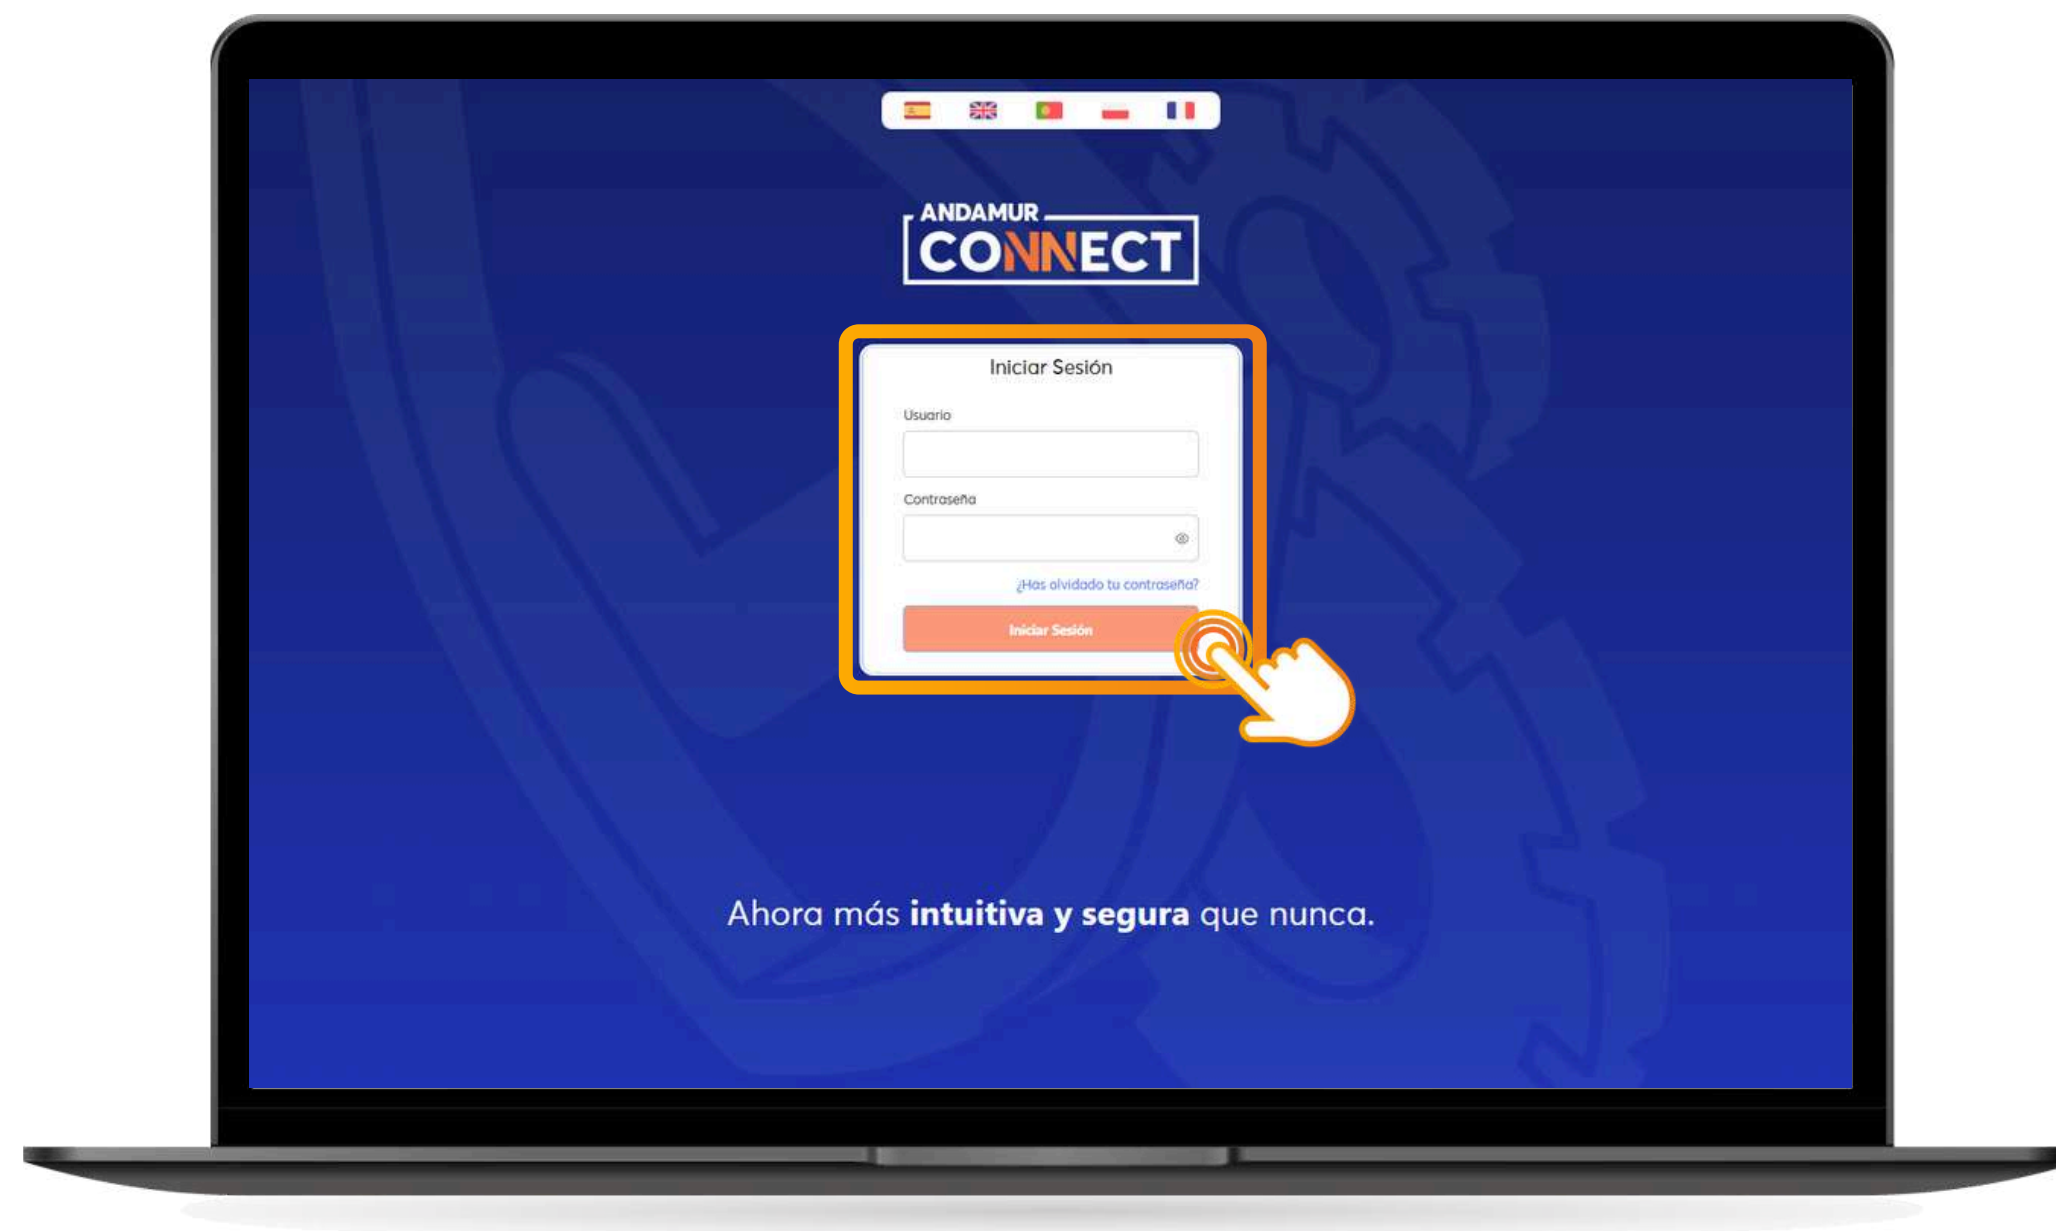 ANDAMUR
CONNECT
Iniciar Sesión
Usuario
Contraseña
¿Has olvidado tu contraseña?
Iniciar Sesión
Ahora más intuitiva y segura que nunca.